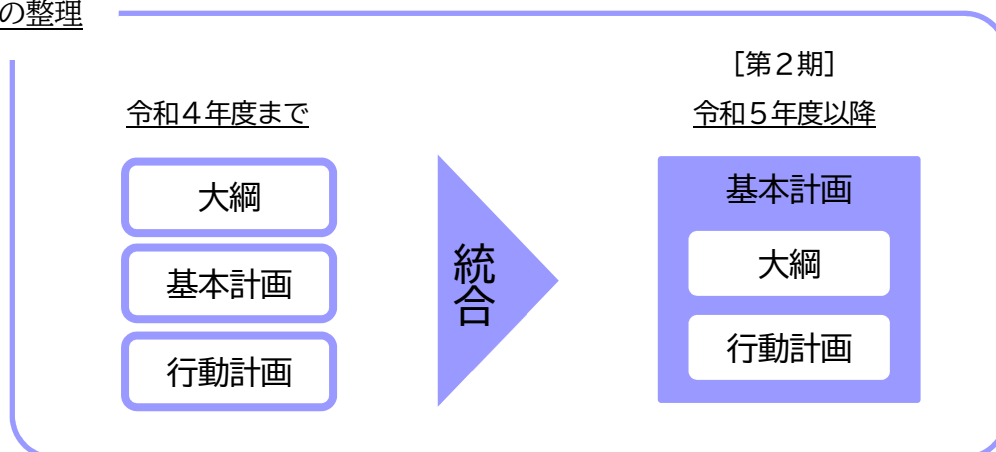 の整理
令和４年度まで
大綱
基本計画
行動計画
統合
［第２期］
令和５年度以降
基本計画
大綱
行動計画